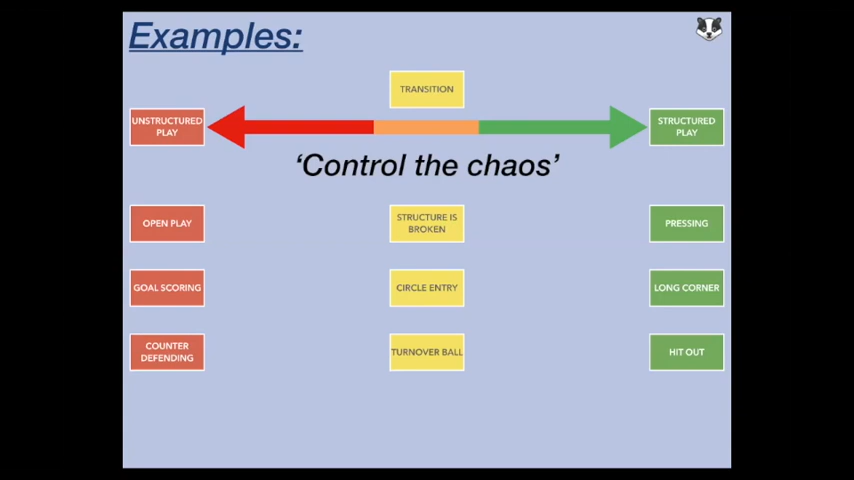 Examples:
TRANSITION
UNSTRUCTURED
PLAY
STRUCTURED
PLAY
‘Control the chaos’
OPEN PLAY
STRUCTURE IS
BROKEN
PRESSING
GOAL SCORING
CIRCLE ENTRY
LONG CORNER
COUNTER
DEFENDING
TURNOVER BALL
HIT OUT